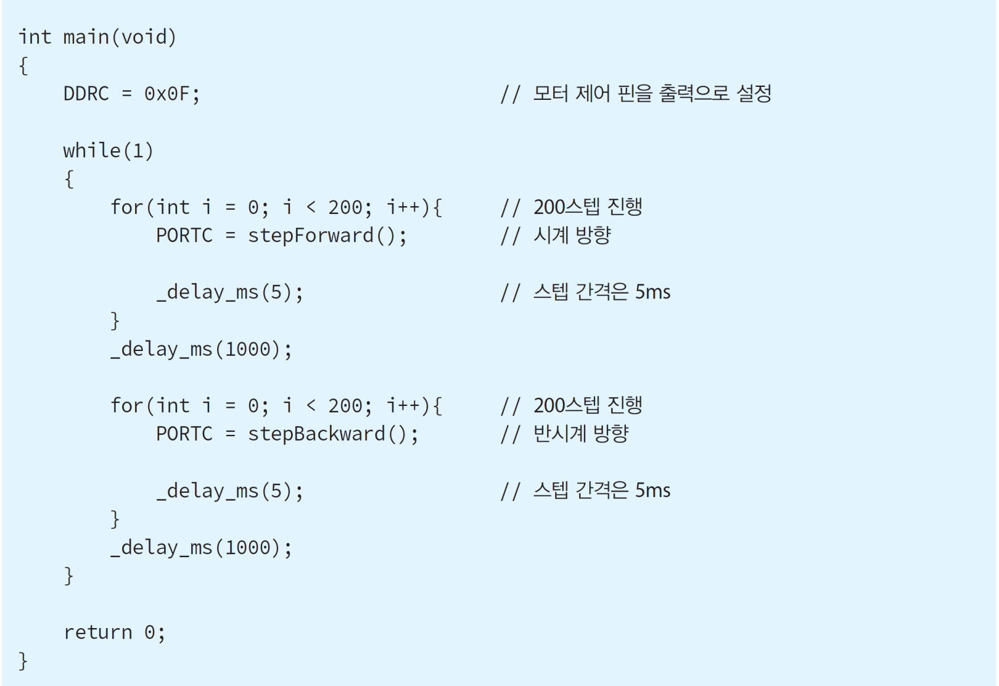 int main(void)
{
    DDRC = 0x0F;                          // 모터 제어 핀을 출력으로 설정
    while(1)
    {
        for(int i = 0; i < 200; i++){     // 200스텝 진행
            PORTC = stepForward();        // 시계 방향
            _delay_ms(5);                 // 스텝 간격은 5ms
        }
        _delay_ms(1000);
        for(int i = 0; i < 200; i++){     // 200스텝 진행
            PORTC = stepBackward();       // 반시계 방향
            _delay_ms(5);                 // 스텝 간격은 5ms
        }
        _delay_ms(1000);
    }
    return 0;
}